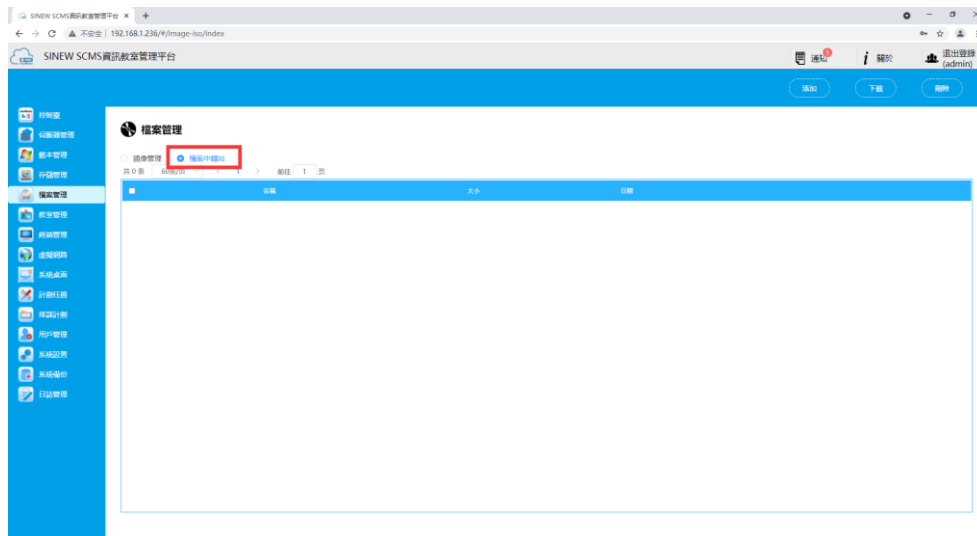 SINEW SCMS資訊教室管理平台
不安全 | 192.168.1.236/#/image-iso/index
SINEW SCMS資訊教室管理平台
通知 1
關於
退出登錄
(admin)
添加
下載
刪除
控制臺
伺服器管理
範本管理
存儲管理
檔案管理
教室管理
終端管理
虛擬網路
系統桌面
計劃任務
排課計劃
用戶管理
系統設置
系統備份
日誌管理
檔案管理
鏡像管理
檔案中轉站
共 0 条 60条/页 1 前往 1 页
名稱 大小 日期